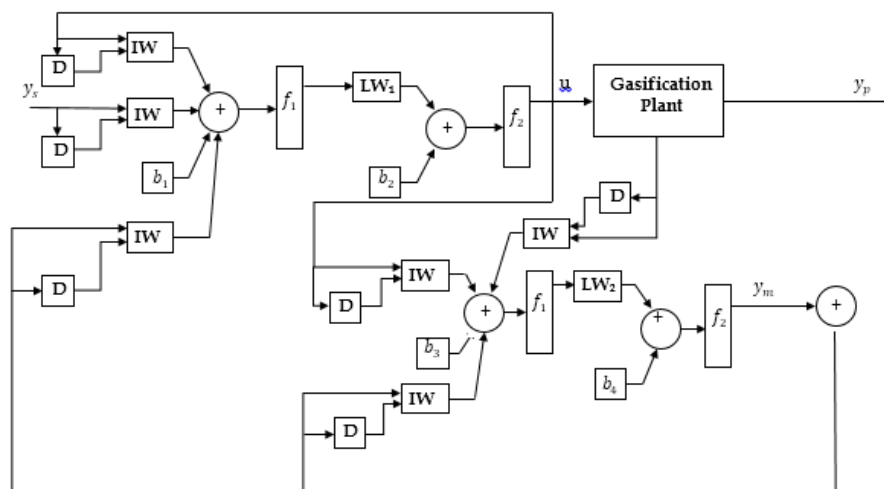 IW
D
y_s
IW
D
+
b_1
IW
D
f_1
LW_1
+
b_2
f_2
u
Gasification
Plant
y_p
D
IW
IW
D
+
b_3
IW
D
f_1
LW_2
+
b_4
f_2
y_m
+